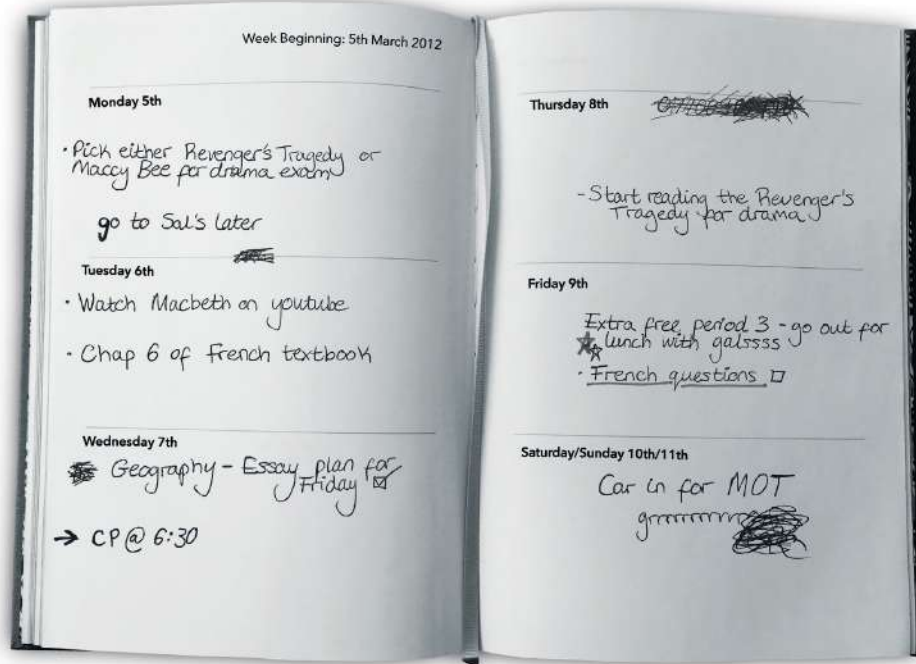 Week Beginning: 5th March 2012
Monday 5th
· Pick either Revenger's Tragedy or
Maccy Bee for drama exam
go to Sal's later
Tuesday 6th
· Watch Macbeth on youtube
· Chap 6 of French textbook
Wednesday 7th
Geography - Essay plan for
Friday ☑
→ CP @ 6:30
Thursday 8th
- Start reading the Revenger's
Tragedy for drama
Friday 9th
Extra free period 3 - go out for
lunch with galssss
· French questions ☐
Saturday/Sunday 10th/11th
Car in for MOT
grrrrrrrrr